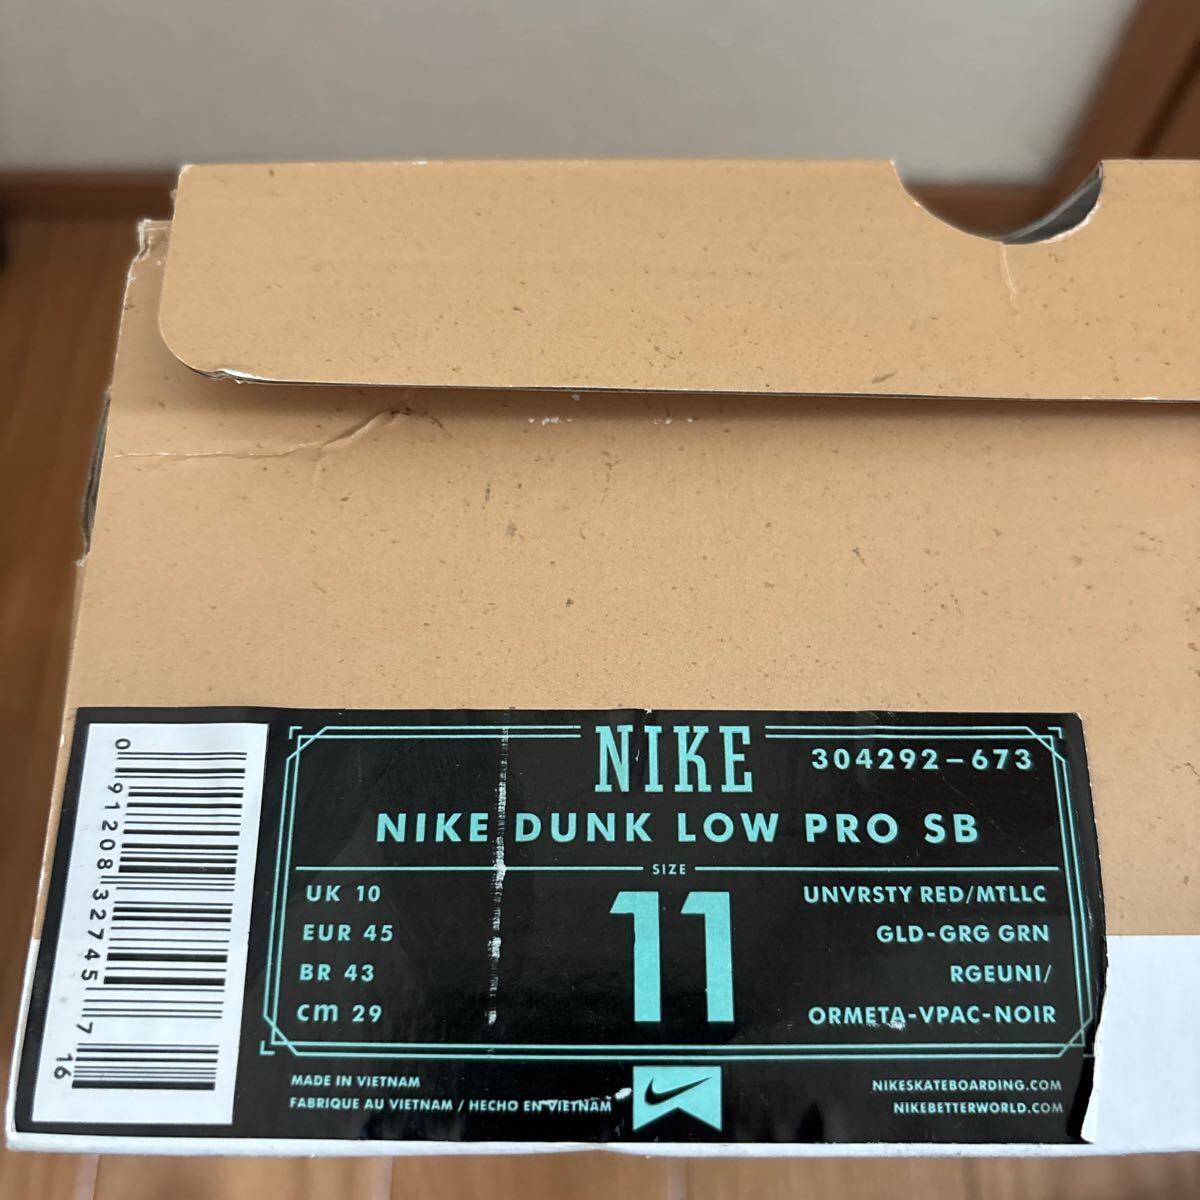 NIKE
304292-673
NIKE DUNK LOW PRO SB
SIZE
11
UK 10
EUR 45
BR 43
cm 29
UNVRSTY RED/MTLLC
GLD-GRG GRN
RGEUNI/
ORMETA-VPAC-NOIR
MADE IN VIETNAM
FABRIQUE AU VIETNAM / HECHO EN VIETNAM
NIKESKATEBOARDING.COM
NIKEBETTERWORLD.COM
0 91208 32745 7
16